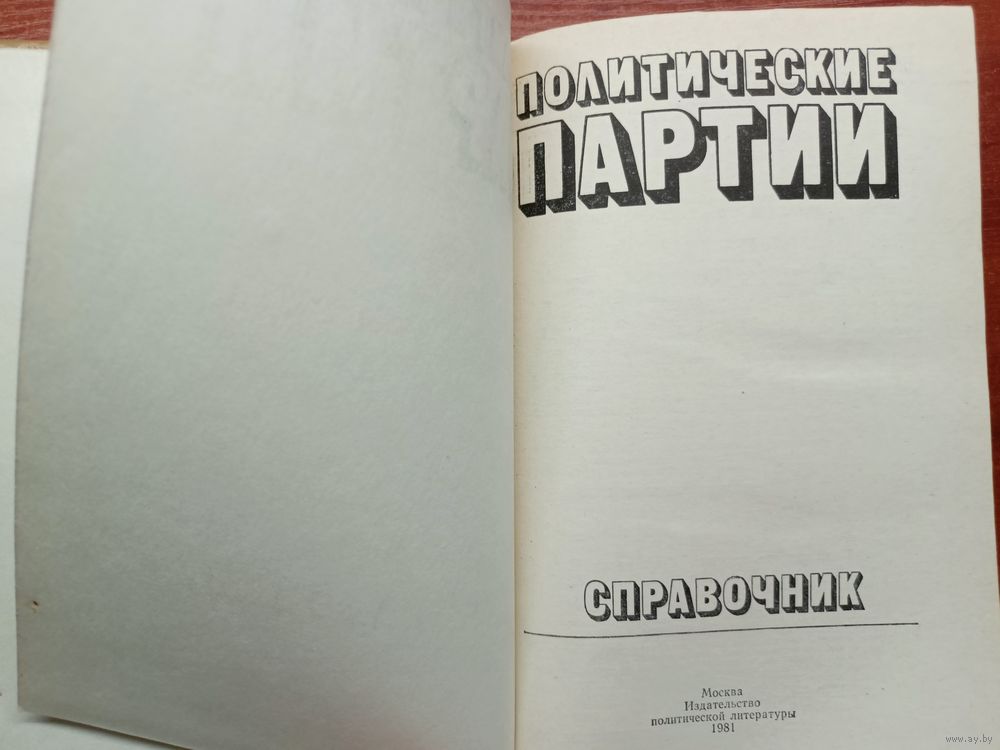 ПОЛИТИЧЕСКИЕ
ПАРТИИ
СПРАВОЧНИК
Москва
Издательство
политической литературы
1981
www.ay.by